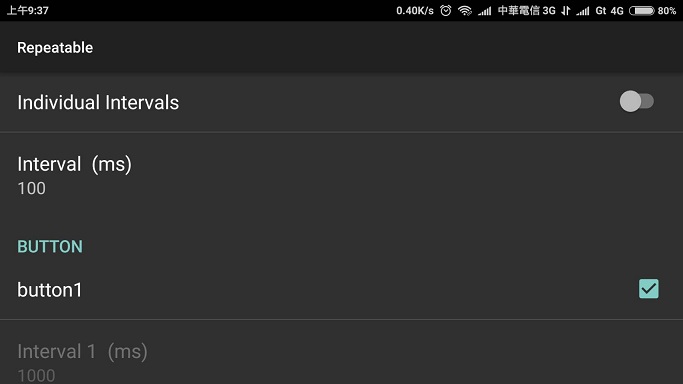 上午9:37 0.40K/s 中華電信 3G Gt 4G 80%
Repeatable
Individual Intervals
Interval (ms)
100
BUTTON
button1
Interval 1 (ms)
1000